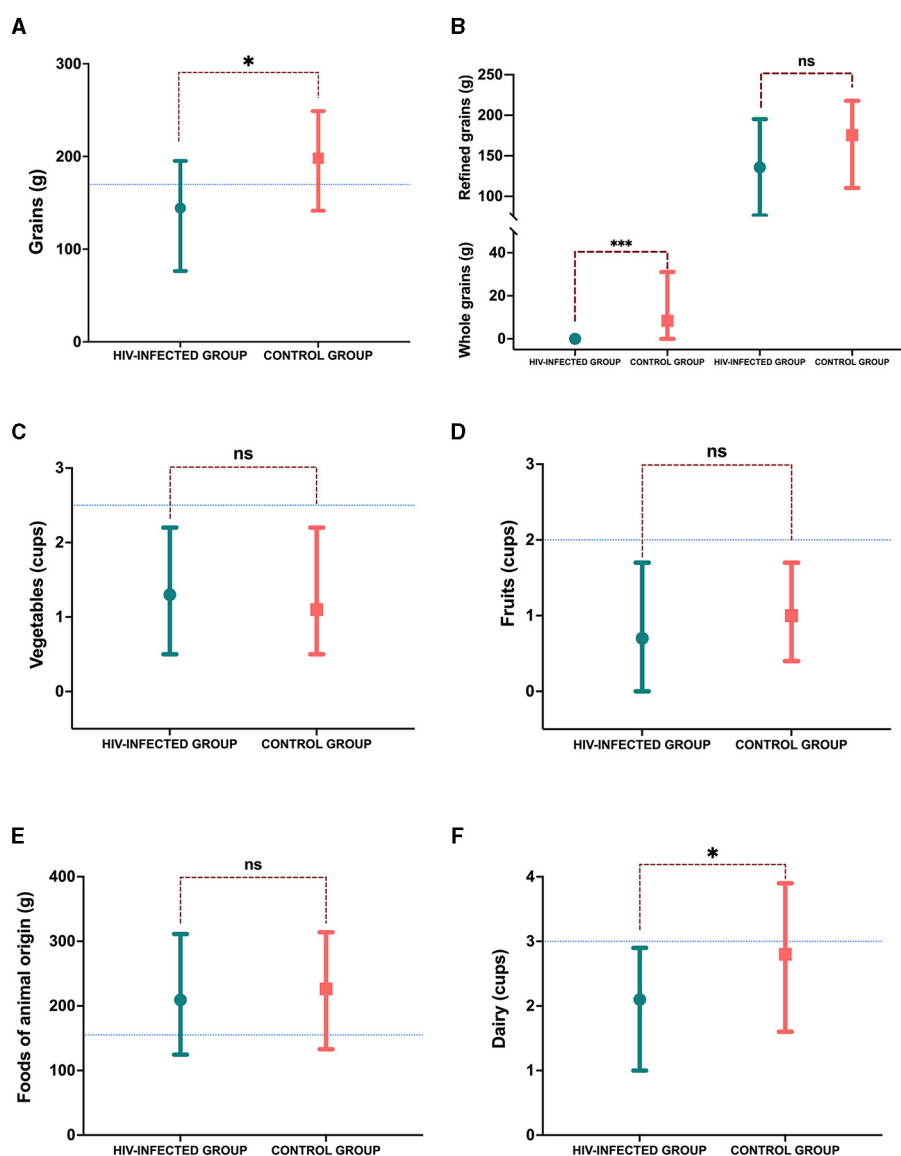 A
300
200
100
0
Grains (g)
*
HIV-INFECTED GROUP CONTROL GROUP
B
250
200
150
100
40
20
0
Refined grains (g)
Whole grains (g)
ns
***
HIV-INFECTED GROUP CONTROL GROUP HIV-INFECTED GROUP CONTROL GROUP
C
3
2
1
0
Vegetables (cups)
ns
HIV-INFECTED GROUP CONTROL GROUP
D
3
2
1
0
Fruits (cups)
ns
HIV-INFECTED GROUP CONTROL GROUP
E
400
300
200
100
0
Foods of animal origin (g)
ns
HIV-INFECTED GROUP CONTROL GROUP
F
4
3
2
1
0
Dairy (cups)
*
HIV-INFECTED GROUP CONTROL GROUP